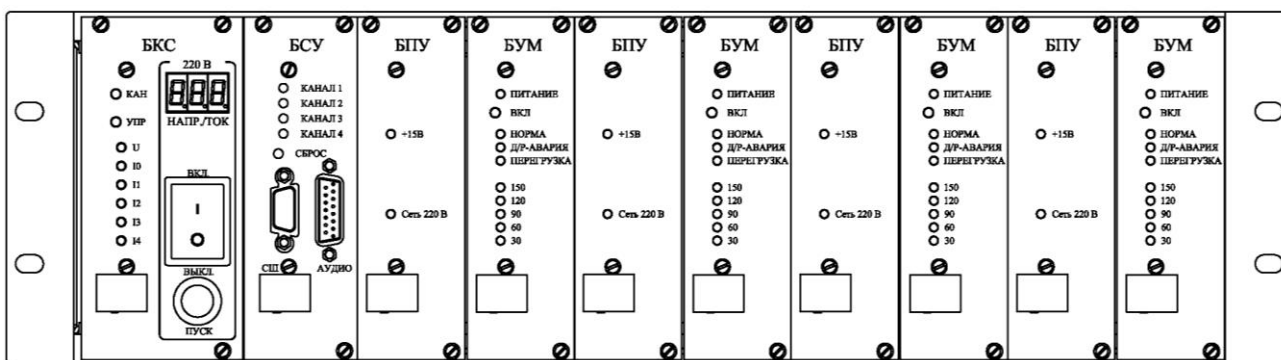 БКС
220 В
КАН
НАПР./ТОК
УПР
U
I0
I1
I2
I3
I4
ВКЛ.
I
ВЫКЛ.
ПУСК
БСУ
КАНАЛ 1
КАНАЛ 2
КАНАЛ 3
КАНАЛ 4
СБРОС
СШ
АУДИО
БПУ
+15В
Сеть 220 В
БУМ
ПИТАНИЕ
ВКЛ
НОРМА
Д/Р-АВАРИЯ
ПЕРЕГРУЗКА
150
120
90
60
30
БПУ
+15В
Сеть 220 В
БУМ
ПИТАНИЕ
ВКЛ
НОРМА
Д/Р-АВАРИЯ
ПЕРЕГРУЗКА
150
120
90
60
30
БПУ
+15В
Сеть 220 В
БУМ
ПИТАНИЕ
ВКЛ
НОРМА
Д/Р-АВАРИЯ
ПЕРЕГРУЗКА
150
120
90
60
30
БПУ
+15В
Сеть 220 В
БУМ
ПИТАНИЕ
ВКЛ
НОРМА
Д/Р-АВАРИЯ
ПЕРЕГРУЗКА
150
120
90
60
30